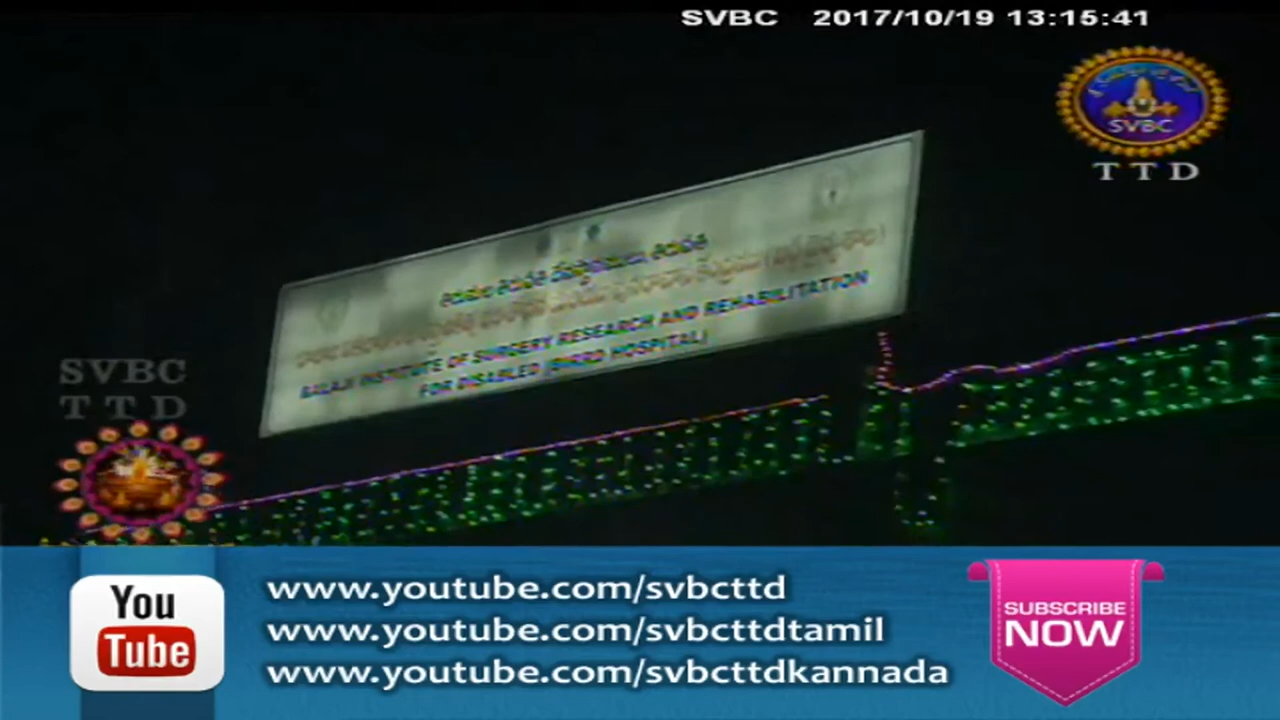 SVBC 2017/10/19 13:15:41
SVBC
TTD
BALAJI INSTITUTE OF SURGERY RESEARCH AND REHABILITATION
FOR DISABLED (BIRRD HOSPITAL)
SVBC
TTD
You
Tube
www.youtube.com/svbcttd
www.youtube.com/svbcttdtamil
www.youtube.com/svbcttdkannada
SUBSCRIBE
NOW